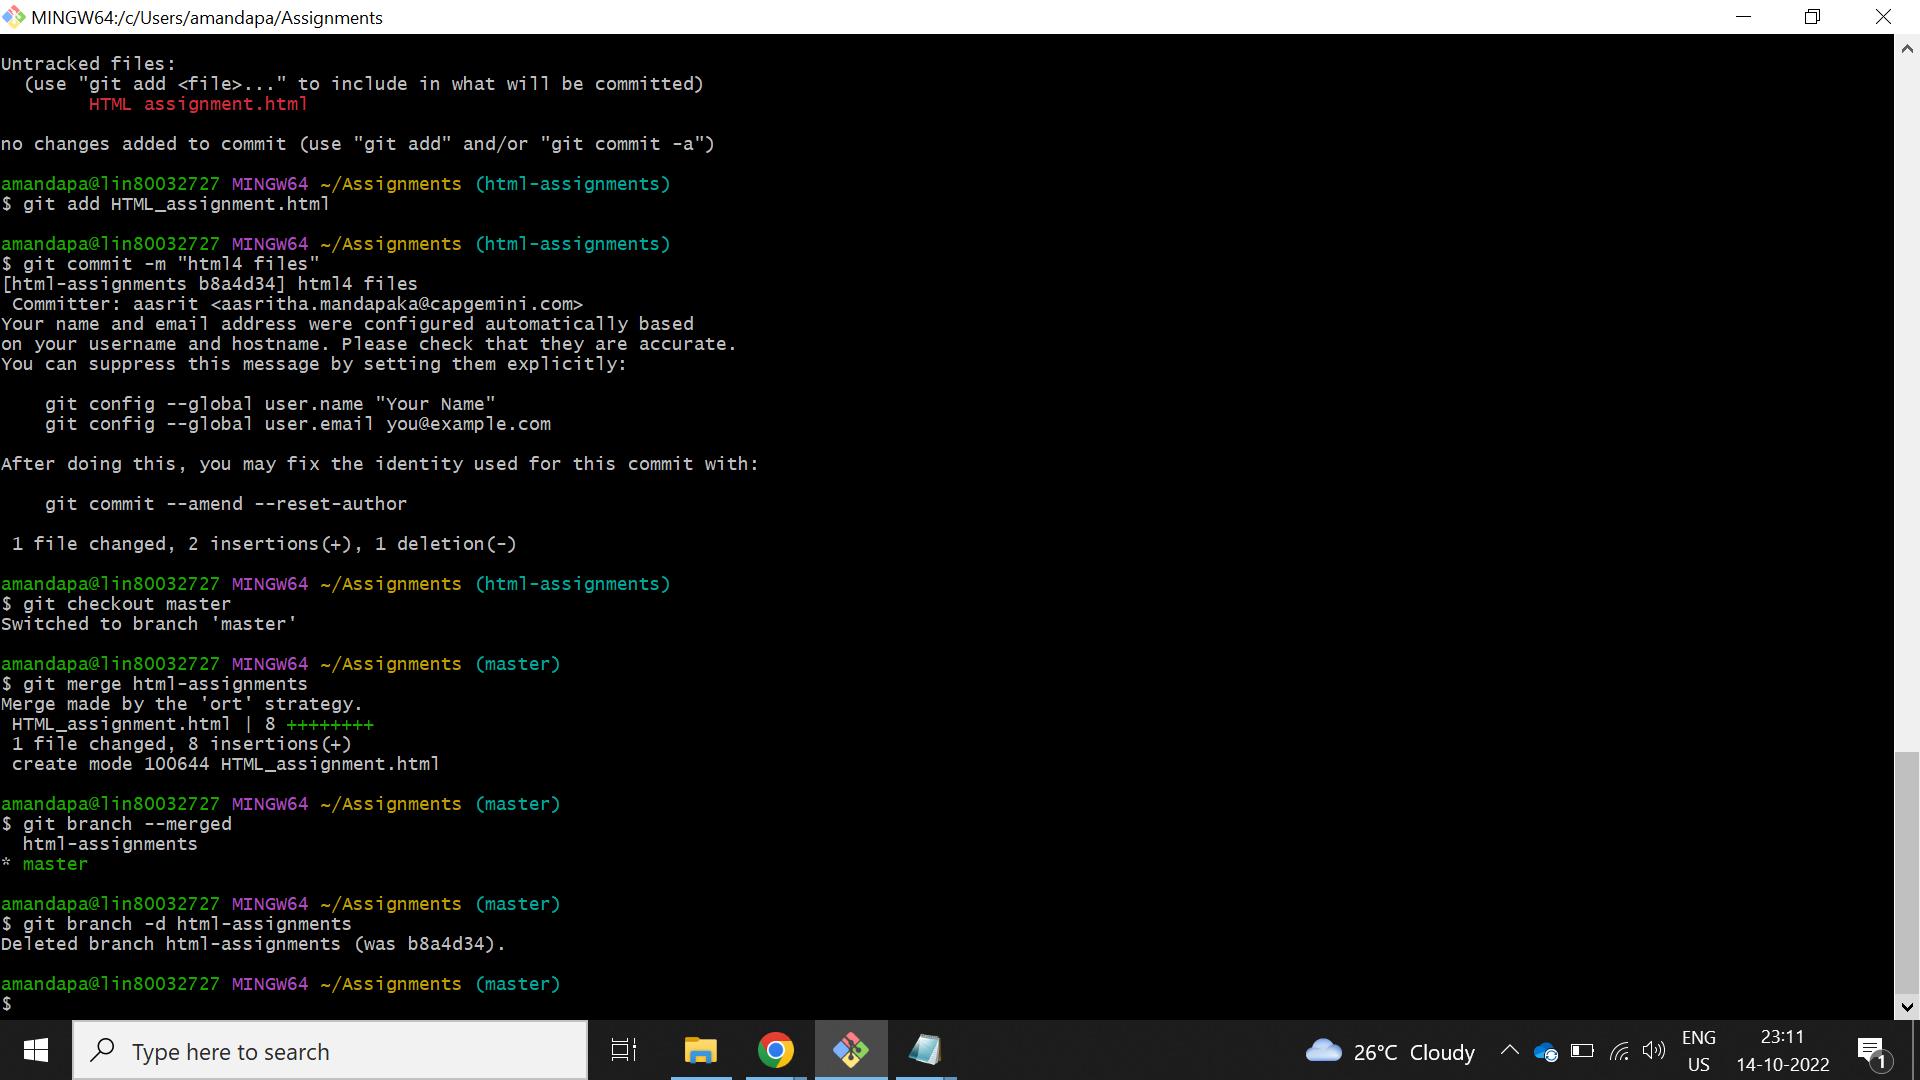 MINGW64:/c/Users/amandapa/Assignments
Untracked files:
  (use "git add <file>..." to include in what will be committed)
        HTML assignment.html
no changes added to commit (use "git add" and/or "git commit -a")
amandapa@lin80032727 MINGW64 ~/Assignments (html-assignments)
$ git add HTML_assignment.html
amandapa@lin80032727 MINGW64 ~/Assignments (html-assignments)
$ git commit -m "html4 files"
[html-assignments b8a4d34] html4 files
 Committer: aasrit <aasritha.mandapaka@capgemini.com>
Your name and email address were configured automatically based
on your username and hostname. Please check that they are accurate.
You can suppress this message by setting them explicitly:
    git config --global user.name "Your Name"
    git config --global user.email you@example.com
After doing this, you may fix the identity used for this commit with:
    git commit --amend --reset-author
 1 file changed, 2 insertions(+), 1 deletion(-)
amandapa@lin80032727 MINGW64 ~/Assignments (html-assignments)
$ git checkout master
Switched to branch 'master'
amandapa@lin80032727 MINGW64 ~/Assignments (master)
$ git merge html-assignments
Merge made by the 'ort' strategy.
 HTML_assignment.html | 8 ++++++++
 1 file changed, 8 insertions(+)
 create mode 100644 HTML_assignment.html
amandapa@lin80032727 MINGW64 ~/Assignments (master)
$ git branch --merged
  html-assignments
* master
amandapa@lin80032727 MINGW64 ~/Assignments (master)
$ git branch -d html-assignments
Deleted branch html-assignments (was b8a4d34).
amandapa@lin80032727 MINGW64 ~/Assignments (master)
$
Type here to search
26°C Cloudy
ENG
US
23:11
14-10-2022
1